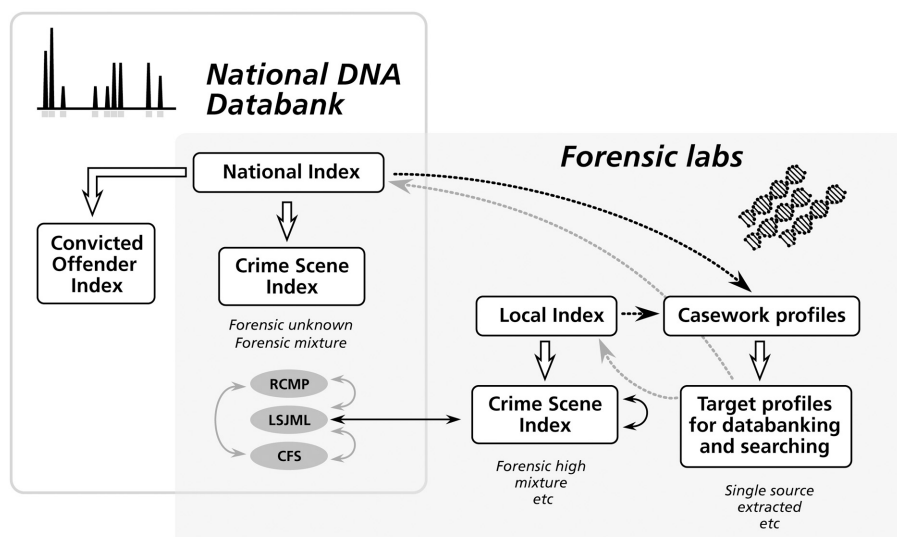 National DNA
Databank
Forensic labs
National Index
Convicted
Offender
Index
Crime Scene
Index
Forensic unknown
Forensic mixture
Local Index
Casework profiles
RCMP
LSJML
CFS
Crime Scene
Index
Target profiles
for databanking
and searching
Forensic high
mixture
etc
Single source
extracted
etc